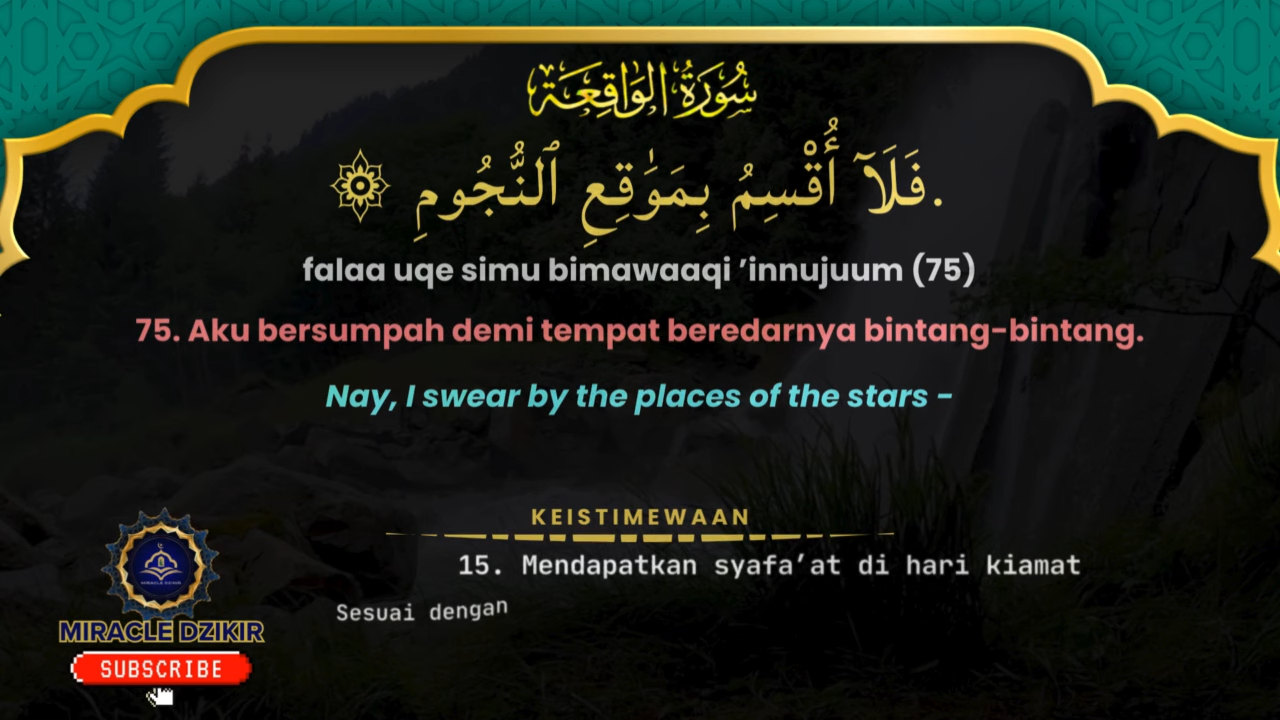 سُورَةُ الوَاقِعَة
.فَلَآ أُقْسِمُ بِمَوَٰقِعِ ٱلنُّجُومِ
falaa uqe simu bimawaaqi ’innujuum (75)
75. Aku bersumpah demi tempat beredarnya bintang-bintang.
Nay, I swear by the places of the stars -
KEISTIMEWAAN
15. Mendapatkan syafa’at di hari kiamat
Sesuai dengan
MIRACLE DZIKIR
MIRACLE DZIKIR
SUBSCRIBE